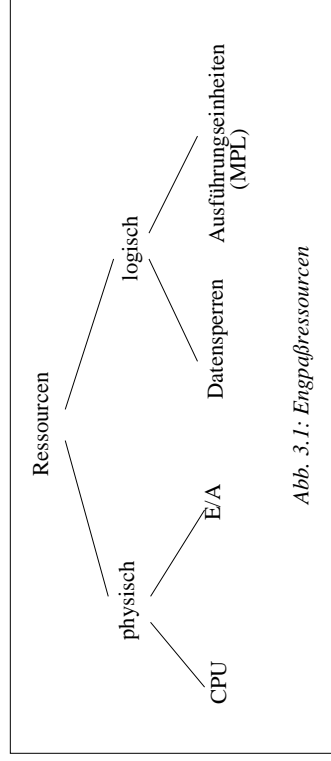 Ressourcen
physisch
logisch
CPU
E/A
Datensperren
Ausführungseinheiten
(MPL)
Abb. 3.1: Engpaßressourcen